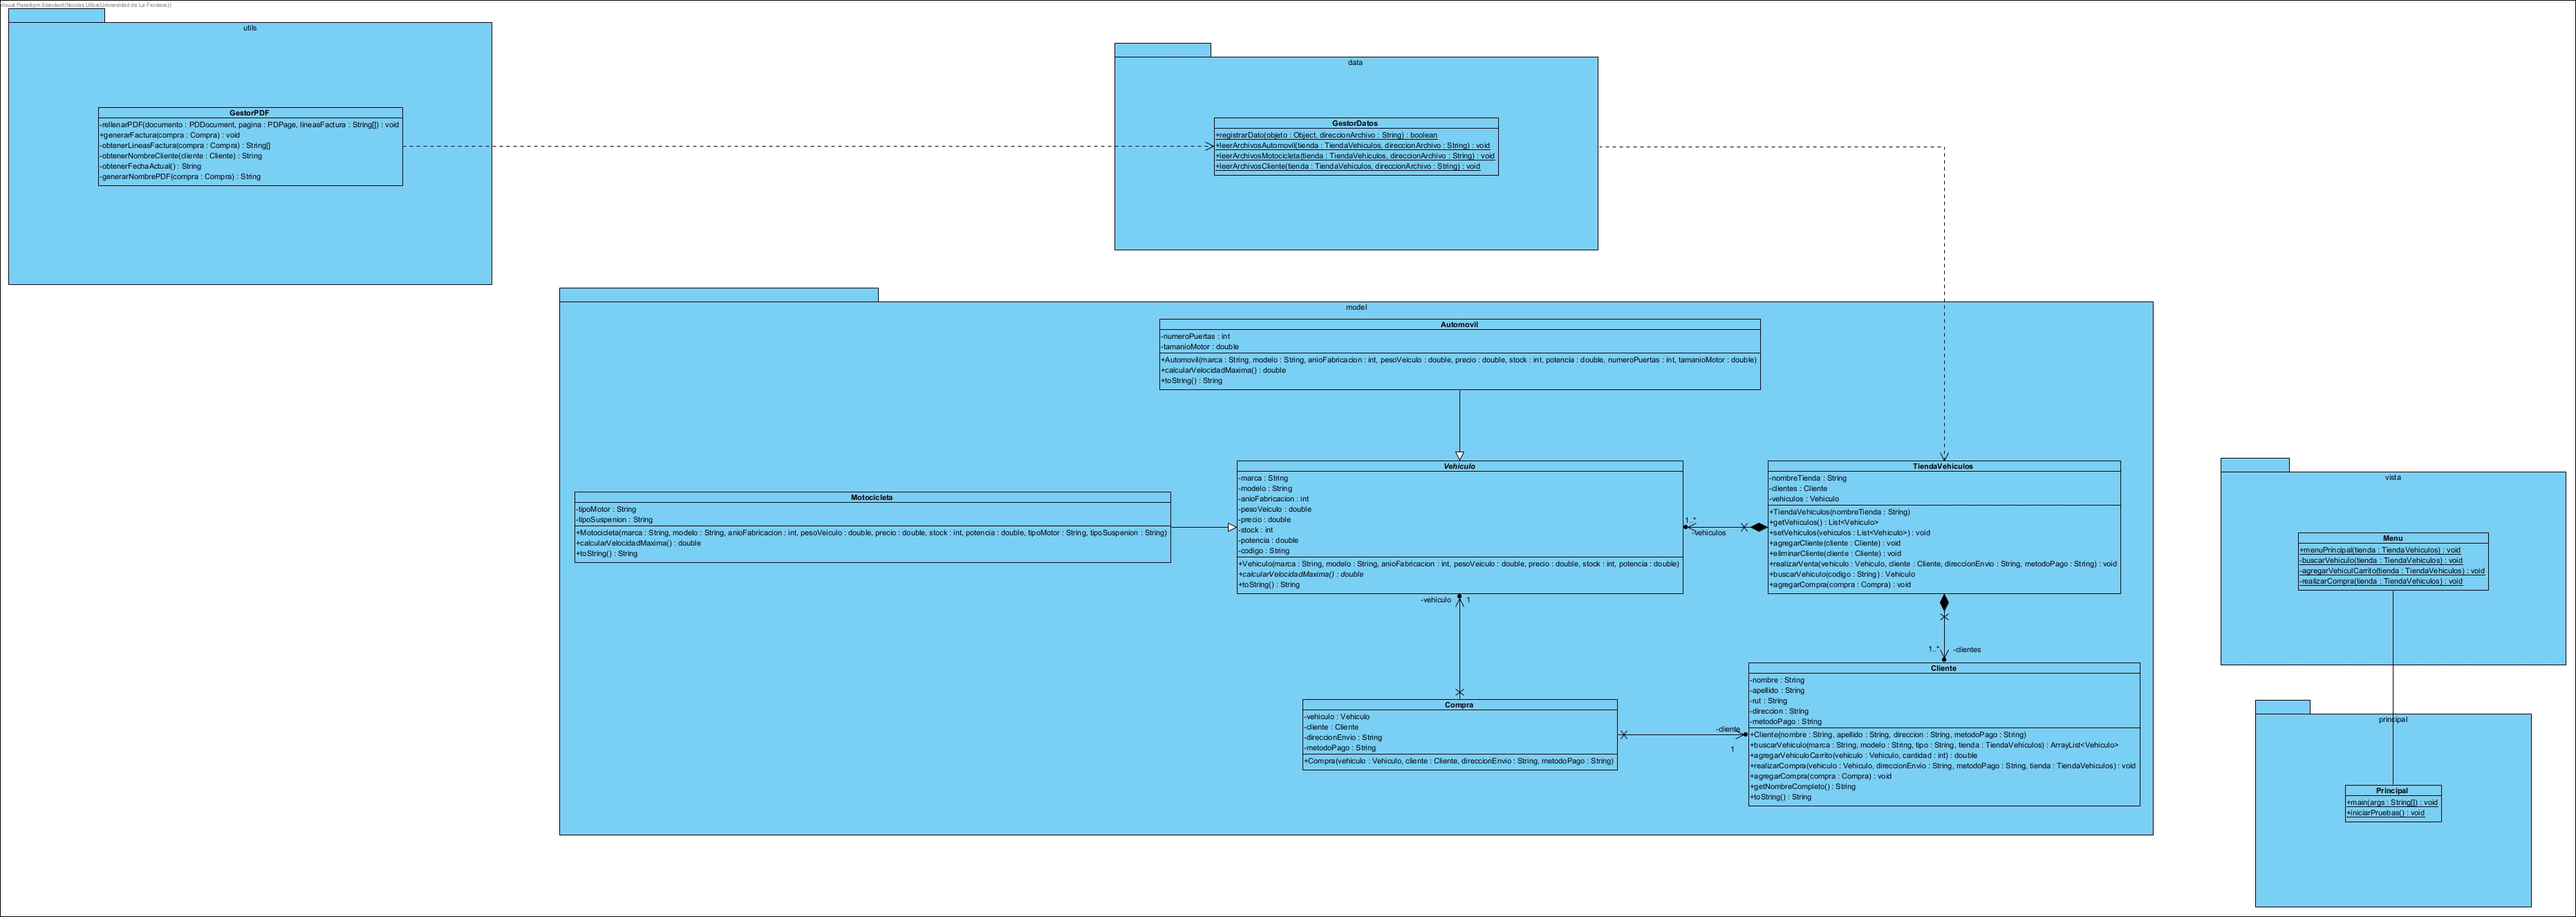 Visual Paradigm Standard(Nicolas Ulloa(Universidad de La Frontera))
utils
GestorPDF
-rellenarPDF(documento : PDDocument, pagina : PDPage, lineasFactura : String[]) : void
+generarFactura(compra : Compra) : void
-obtenerLineasFactura(compra : Compra) : String[]
-obtenerNombreCliente(cliente : Cliente) : String
-obtenerFechaActual() : String
-generarNombrePDF(compra : Compra) : String
data
GestorDatos
+registrarDato(objeto : Object, direccionArchivo : String) : boolean
+leerArchivosAutomovil(tienda : TiendaVehiculos, direccionArchivo : String) : void
+leerArchivosMotocicleta(tienda : TiendaVehiculos, direccionArchivo : String) : void
+leerArchivosCliente(tienda : TiendaVehiculos, direccionArchivo : String) : void
model
Automovil
-numeroPuertas : int
-tamanioMotor : double
+Automovil(marca : String, modelo : String, anioFabricacion : int, pesoVeiculo : double, precio : double, stock : int, potencia : double, numeroPuertas : int, tamanioMotor : double)
+calcularVelocidadMaxima() : double
+toString() : String
Motocicleta
-tipoMotor : String
-tipoSuspenion : String
+Motocicleta(marca : String, modelo : String, anioFabricacion : int, pesoVeiculo : double, precio : double, stock : int, potencia : double, tipoMotor : String, tipoSuspenion : String)
+calcularVelocidadMaxima() : double
+toString() : String
Vehiculo
-marca : String
-modelo : String
-anioFabricacion : int
-pesoVeiculo : double
-precio : double
-stock : int
-potencia : double
-codigo : String
+Vehiculo(marca : String, modelo : String, anioFabricacion : int, pesoVeiculo : double, precio : double, stock : int, potencia : double)
+calcularVelocidadMaxima() : double
+toString() : String
1..*
-vehiculos
TiendaVehiculos
-nombreTienda : String
-clientes : Cliente
-vehiculos : Vehiculo
+TiendaVehiculos(nombreTienda : String)
+getVehiculos() : List<Vehiculo>
+setVehiculos(vehiculos : List<Vehiculo>) : void
+agregarCliente(cliente : Cliente) : void
+eliminarCliente(cliente : Cliente) : void
+realizarVenta(vehiculo : Vehiculo, cliente : Cliente, direccionEnvio : String, metodoPago : String) : void
+buscarVehiculo(codigo : String) : Vehiculo
+agregarCompra(compra : Compra) : void
-vehiculo
1
1..*
-clientes
Compra
-vehiculo : Vehiculo
-cliente : Cliente
-direccionEnvio : String
-metodoPago : String
+Compra(vehiculo : Vehiculo, cliente : Cliente, direccionEnvio : String, metodoPago : String)
-cliente
1
Cliente
-nombre : String
-apellido : String
-rut : String
-direccion : String
-metodoPago : String
+Cliente(nombre : String, apellido : String, direccion : String, metodoPago : String)
+buscarVehiculo(marca : String, modelo : String, tipo : String, tienda : TiendaVehiculos) : ArrayList<Vehiculo>
+agregarVehiculoCarrito(vehiculo : Vehiculo, cantidad : int) : double
+realizarCompra(vehiculo : Vehiculo, direccionEnvio : String, metodoPago : String, tienda : TiendaVehiculos) : void
+agregarCompra(compra : Compra) : void
+getNombreCompleto() : String
+toString() : String
vista
Menu
+menuPrincipal(tienda : TiendaVehiculos) : void
-buscarVehiculo(tienda : TiendaVehiculos) : void
-agregarVehiculCarrito(tienda : TiendaVehiculos) : void
-realizarCompra(tienda : TiendaVehiculos) : void
principal
Principal
+main(args : String[]) : void
+iniciarPruebas() : void